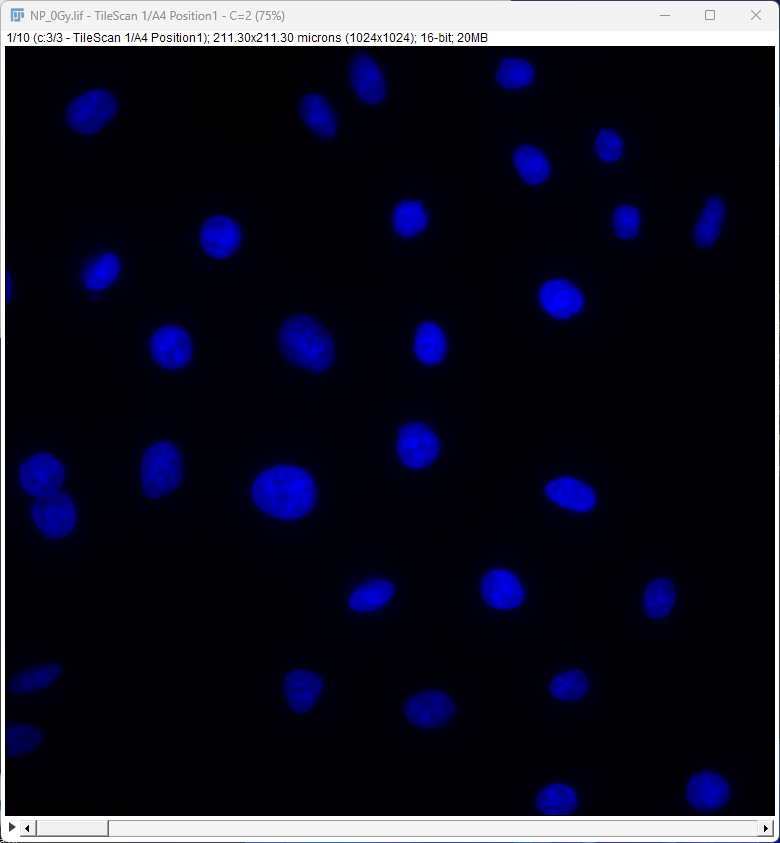 NP_0Gy.lif - TileScan 1/A4 Position1 - C=2 (75%)
1/10 (c:3/3 - TileScan 1/A4 Position1); 211.30x211.30 microns (1024x1024); 16-bit; 20MB